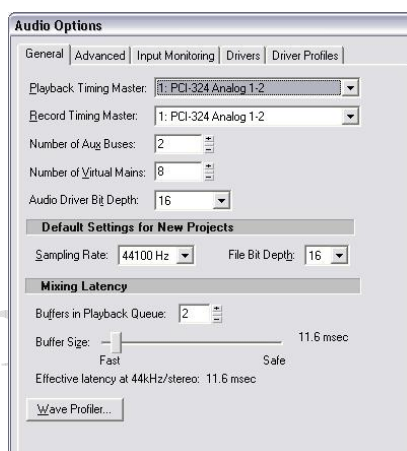 Audio Options
General Advanced Input Monitoring Drivers Driver Profiles
Playback Timing Master: 1: PCI-324 Analog 1-2
Record Timing Master: 1: PCI-324 Analog 1-2
Number of Aux Buses: 2
Number of Virtual Mains: 8
Audio Driver Bit Depth: 16
Default Settings for New Projects
Sampling Rate: 44100 Hz File Bit Depth: 16
Mixing Latency
Buffers in Playback Queue: 2
Buffer Size: 11.6 msec
Fast Safe
Effective latency at 44kHz/stereo: 11.6 msec
Wave Profiler...